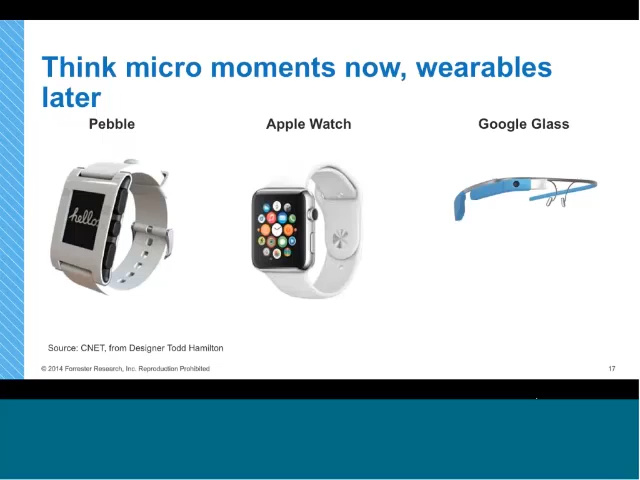 Think micro moments now, wearables
later
Pebble
Apple Watch
Google Glass
hello
Source: CNET, from Designer Todd Hamilton
© 2014 Forrester Research, Inc. Reproduction Prohibited
17